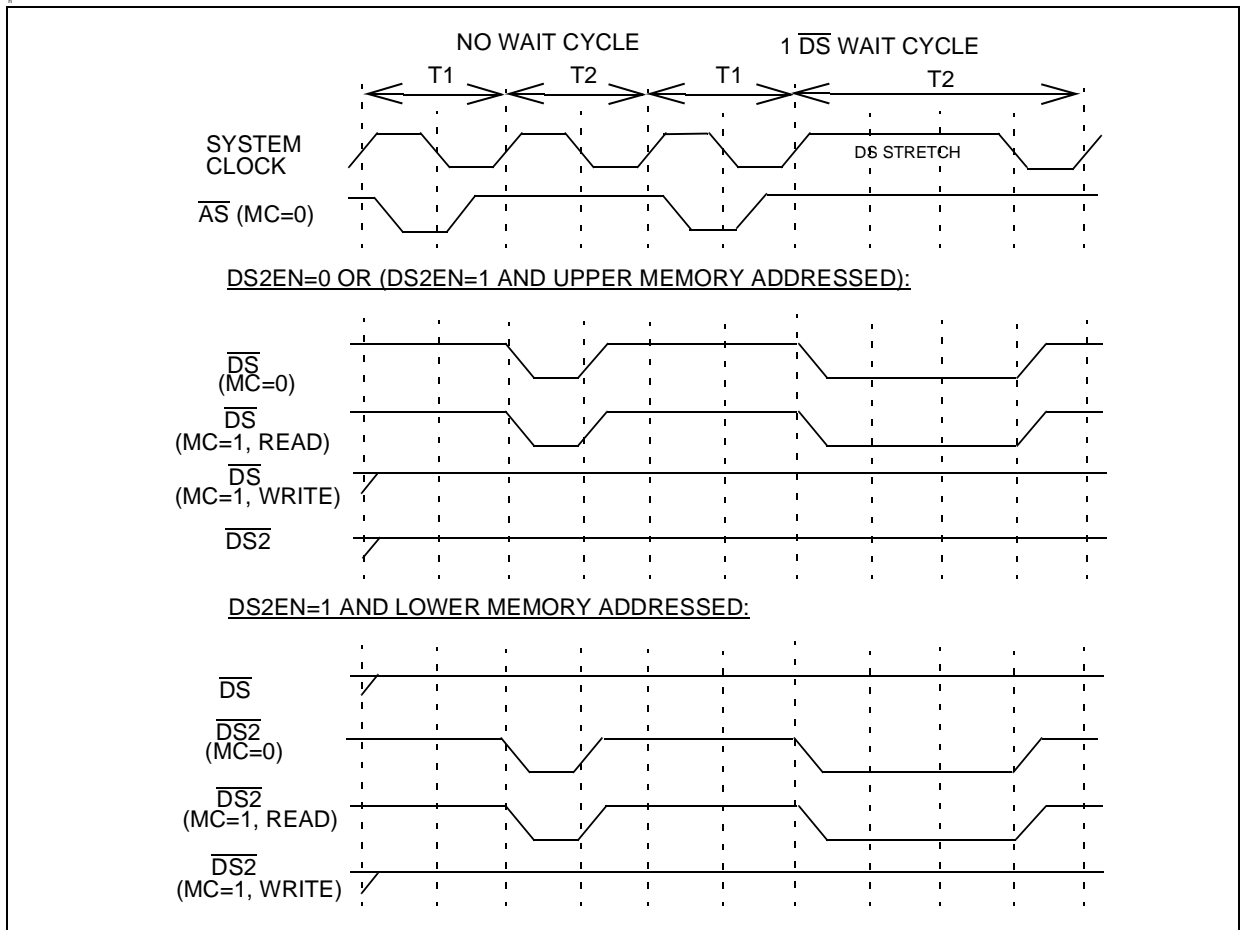 NO WAIT CYCLE
1 DS WAIT CYCLE
T1
T2
T1
T2
SYSTEM
CLOCK
DS STRETCH
AS (MC=0)
DS2EN=0 OR (DS2EN=1 AND UPPER MEMORY ADDRESSED):
DS
(MC=0)
DS
(MC=1, READ)
DS
(MC=1, WRITE)
DS2
DS2EN=1 AND LOWER MEMORY ADDRESSED:
DS
DS2
(MC=0)
DS2
(MC=1, READ)
DS2
(MC=1, WRITE)